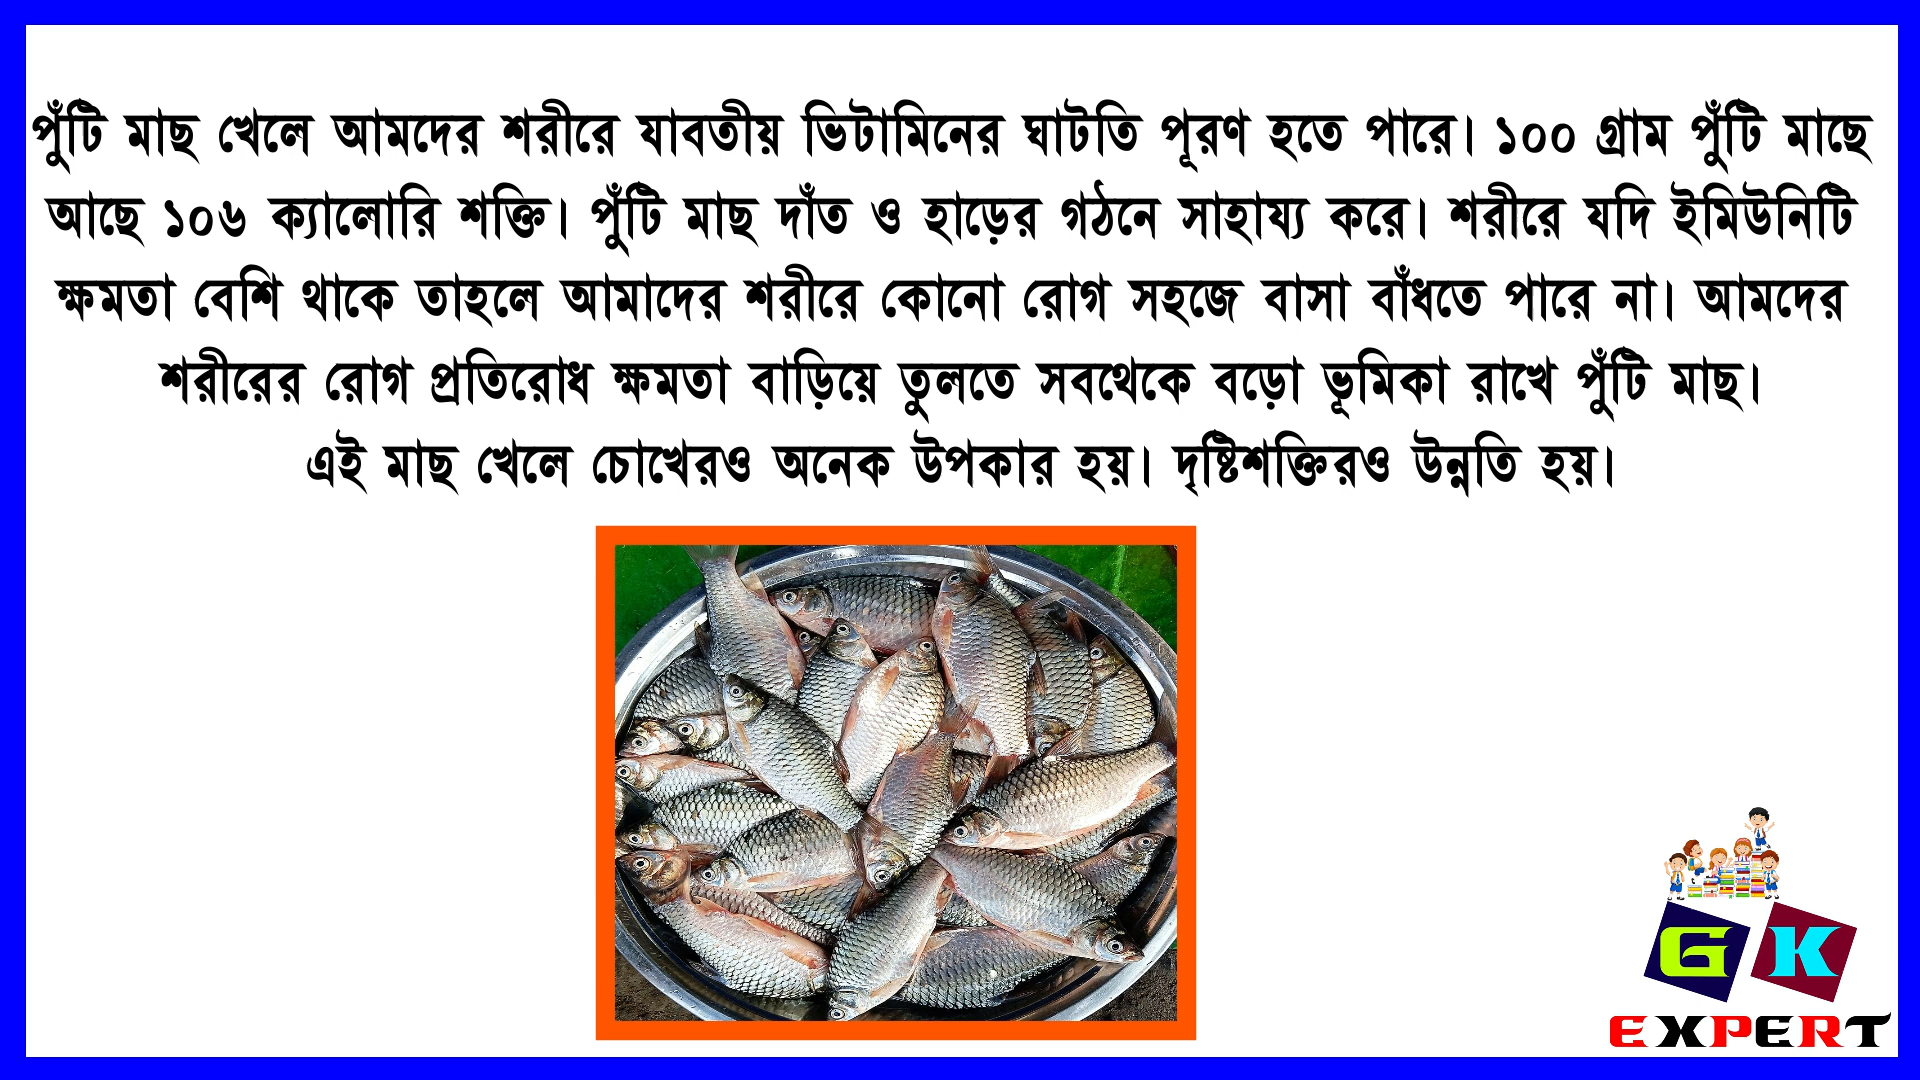 পুঁটি মাছ খেলে আমদের শরীরে যাবতীয় ভিটামিনের ঘাটতি পূরণ হতে পারে। ১০০ গ্রাম পুঁটি মাছে
আছে ১০৬ ক্যালোরি শক্তি। পুঁটি মাছ দাঁত ও হাড়ের গঠনে সাহায্য করে। শরীরে যদি ইমিউনিটি
ক্ষমতা বেশি থাকে তাহলে আমাদের শরীরে কোনো রোগ সহজে বাসা বাঁধতে পারে না। আমদের
শরীরের রোগ প্রতিরোধ ক্ষমতা বাড়িয়ে তুলতে সবথেকে বড়ো ভূমিকা রাখে পুঁটি মাছ।
এই মাছ খেলে চোখেরও অনেক উপকার হয়। দৃষ্টিশক্তিরও উন্নতি হয়।
GK
EXPERT